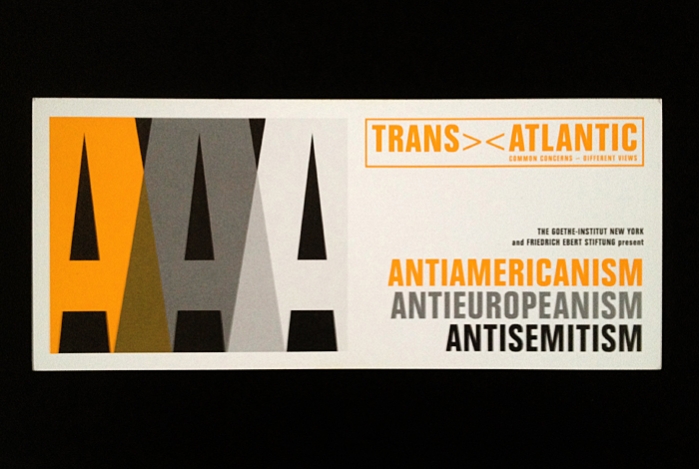 AAA
TRANS><ATLANTIC
COMMON CONCERNS – DIFFERENT VIEWS
THE GOETHE-INSTITUT NEW YORK
and FRIEDRICH EBERT STIFTUNG present
ANTIAMERICANISM
ANTIEUROPEANISM
ANTISEMITISM